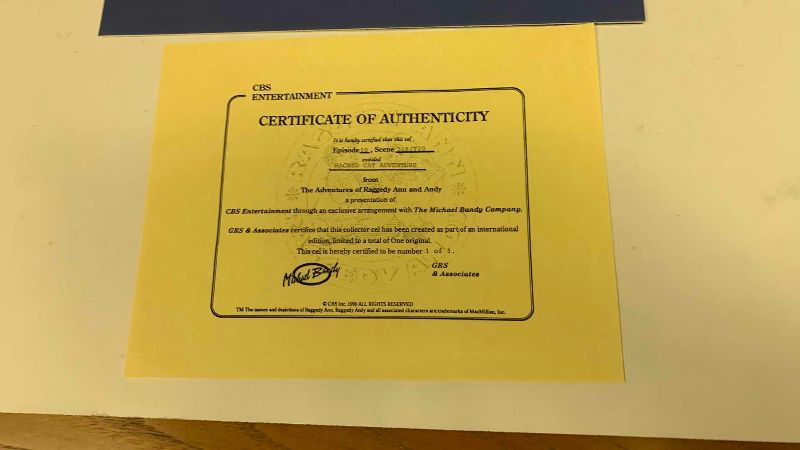 CBS
ENTERTAINMENT
CERTIFICATE OF AUTHENTICITY
It is hereby certified that this cel
Episode 10, Scene
entitled
SACRED CAT ADVENTURE
from
The Adventures of Raggedy Ann and Andy
a presentation of
CBS Entertainment through an exclusive arrangement with The Michael Bandy Company.
GRS & Associates certifies that this collector cel has been created as part of an international
edition, limited to a total of One original.
This cel is hereby certified to be number 1 of 1.
Michael Bandy
GRS
& Associates
© CBS Inc. 1990 ALL RIGHTS RESERVED
TM The names and depictions of Raggedy Ann, Raggedy Andy and all associated characters are trademarks of MacMillian, Inc.